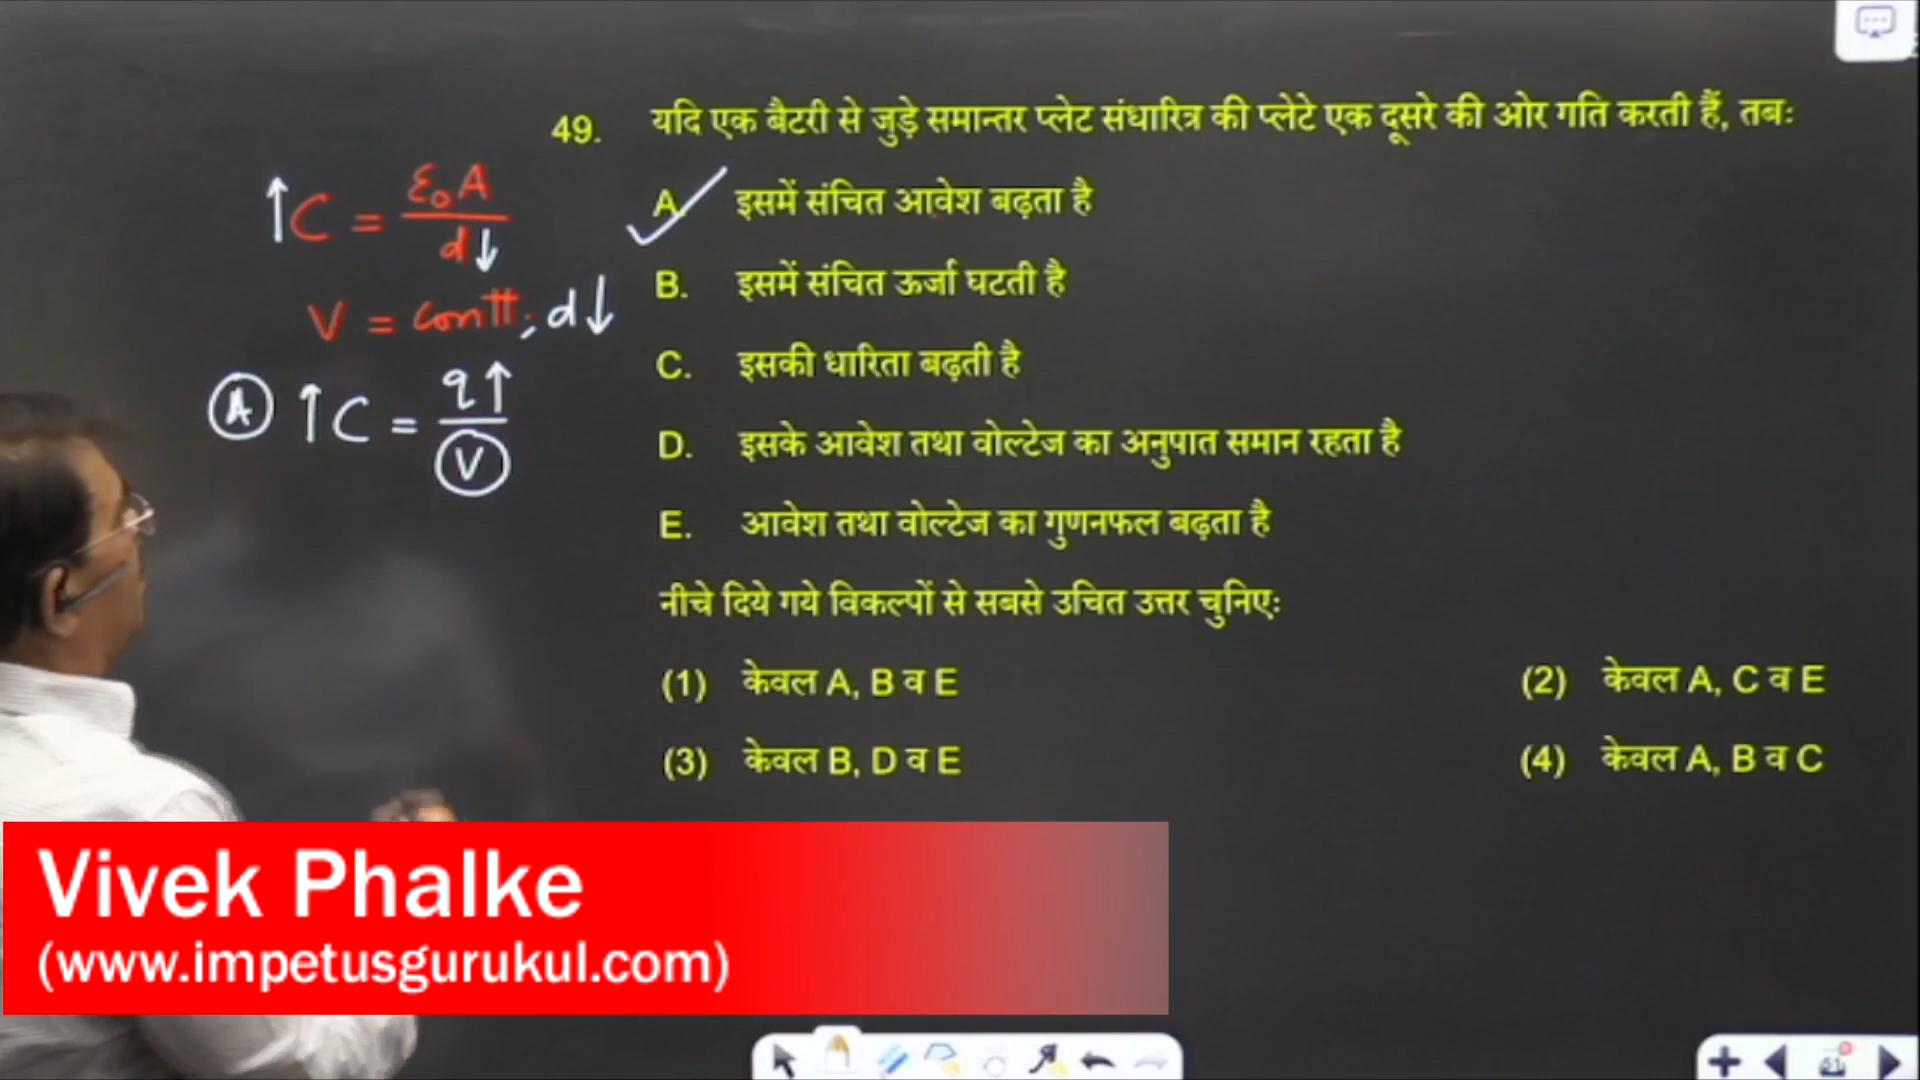 49. यदि एक बैटरी से जुड़े समान्तर प्लेट संधारित्र की प्लेटे एक दूसरे की ओर गति करती हैं, तबः
A. इसमें संचित आवेश बढ़ता है
B. इसमें संचित ऊर्जा घटती है
C. इसकी धारिता बढ़ती है
D. इसके आवेश तथा वोल्टेज का अनुपात समान रहता है
E. आवेश तथा वोल्टेज का गुणनफल बढ़ता है
नीचे दिये गये विकल्पों से सबसे उचित उत्तर चुनिएः
(1) केवल A, B व E (2) केवल A, C व E
(3) केवल B, D व E (4) केवल A, B व C
↑C = ε₀A / d↓
V = contt. , d↓
(A) ↑C = q↑ / V
Vivek Phalke
(www.impetusgurukul.com)
51